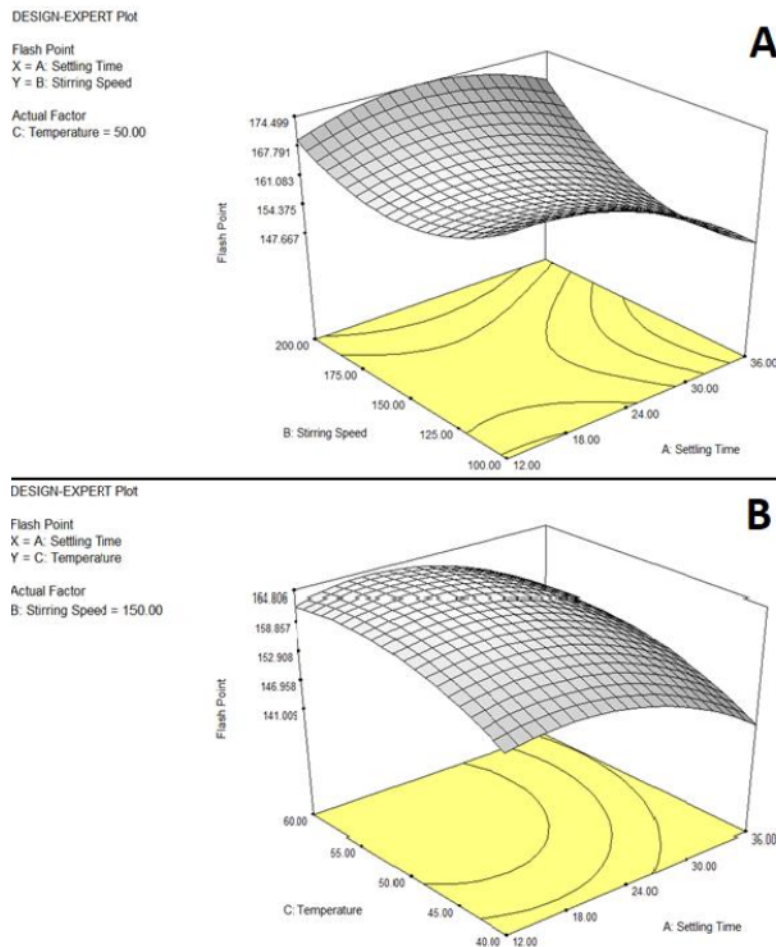 DESIGN-EXPERT Plot
A
Flash Point
X = A: Settling Time
Y = B: Stirring Speed
Actual Factor
C: Temperature = 50.00
174.499
167.791
161.083
154.375
147.667
Flash Point
200.00
175.00
150.00
125.00
100.00
B: Stirring Speed
12.00
18.00
24.00
30.00
36.00
A: Settling Time
DESIGN-EXPERT Plot
B
Flash Point
X = A: Settling Time
Y = C: Temperature
Actual Factor
B: Stirring Speed = 150.00
164.806
158.857
152.908
146.958
141.009
Flash Point
60.00
55.00
50.00
45.00
40.00
C: Temperature
12.00
18.00
24.00
30.00
36.00
A: Settling Time